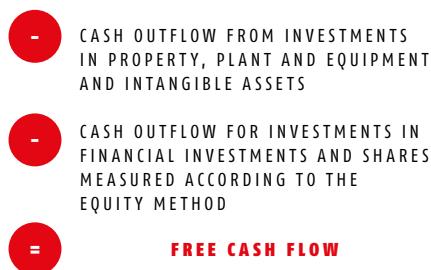 - CASH OUTFLOW FROM INVESTMENTS
IN PROPERTY, PLANT AND EQUIPMENT
AND INTANGIBLE ASSETS
- CASH OUTFLOW FOR INVESTMENTS IN
FINANCIAL INVESTMENTS AND SHARES
MEASURED ACCORDING TO THE
EQUITY METHOD
= FREE CASH FLOW